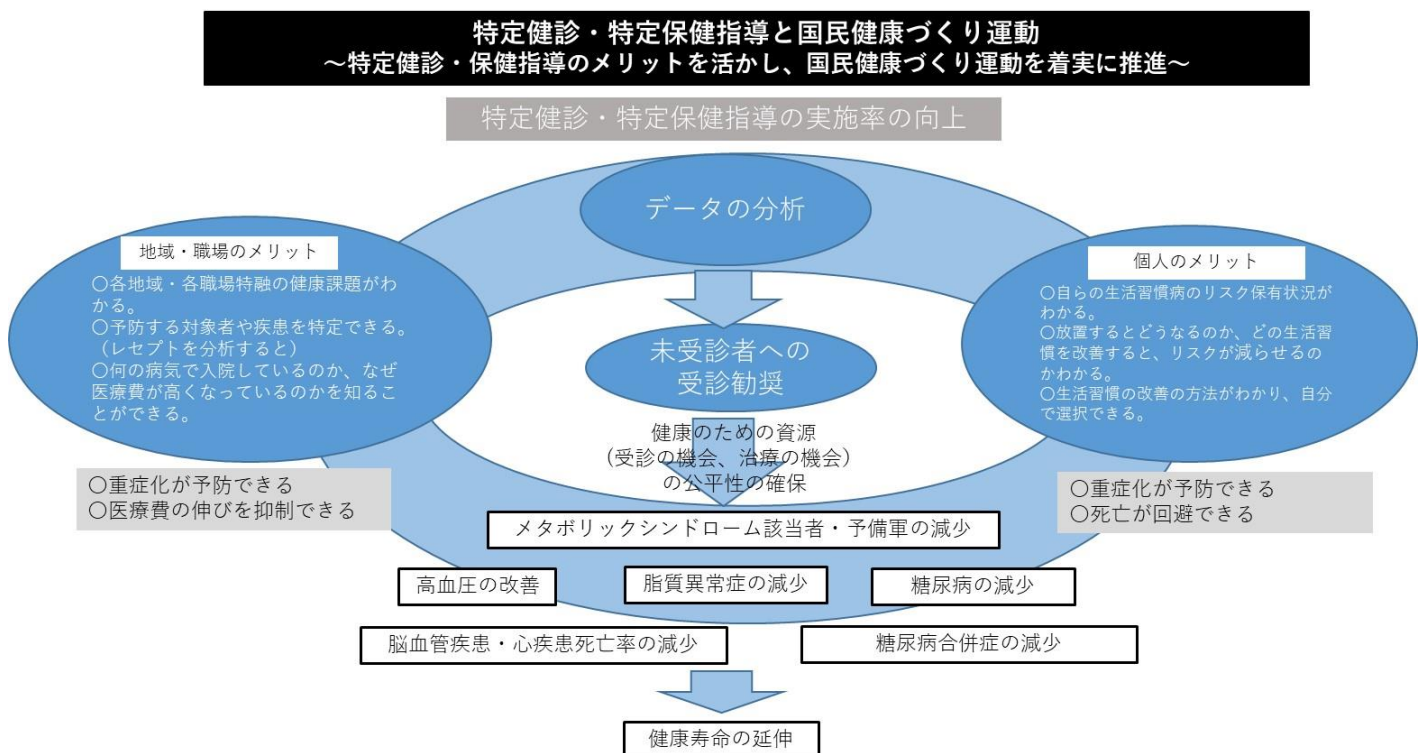 特定健診・特定保健指導と国民健康づくり運動
～特定健診・保健指導のメリットを活かし、国民健康づくり運動を着実に推進～
特定健診・特定保健指導の実施率の向上
データの分析
地域・職場のメリット
〇各地域・各職場特融の健康課題がわ
かる。
〇予防する対象者や疾患を特定できる。
（レセプトを分析すると）
〇何の病気で入院しているのか、なぜ
医療費が高くなっているのかを知るこ
とができる。
〇重症化が予防できる
〇医療費の伸びを抑制できる
未受診者への
受診勧奨
健康のための資源
(受診の機会、治療の機会)
の公平性の確保
個人のメリット
〇自らの生活習慣病のリスク保有状況が
わかる。
〇放置するとどうなるのか、どの生活習
慣を改善すると、リスクが減らせるの
かわかる。
〇生活習慣の改善の方法がわかり、自分
で選択できる。
〇重症化が予防できる
〇死亡が回避できる
メタボリックシンドローム該当者・予備軍の減少
高血圧の改善
脂質異常症の減少
糖尿病の減少
脳血管疾患・心疾患死亡率の減少
糖尿病合併症の減少
健康寿命の延伸